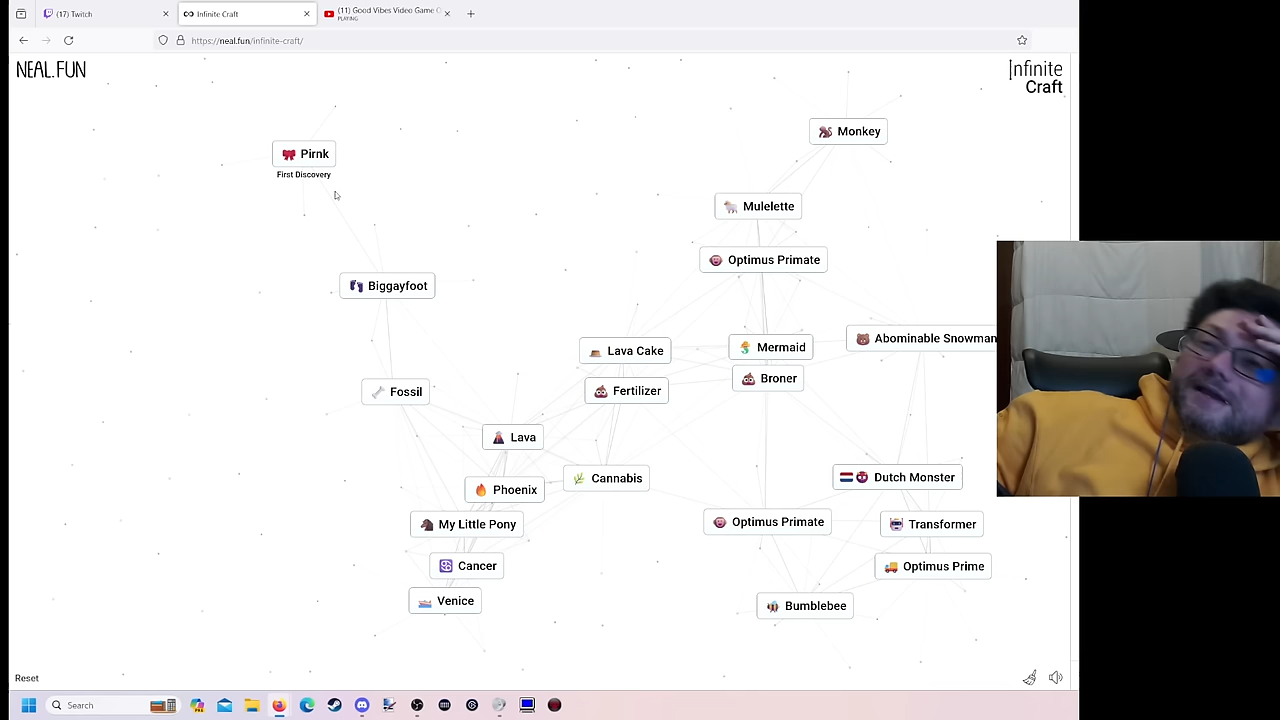 (17) Twitch
Infinite Craft
(11) Good Vibes Video Game
PLAYING
https://neal.fun/infinite-craft/
NEAL.FUN
Infinite
Craft
Monkey
Pirnk
First Discovery
Mulelette
Optimus Primate
Biggayfoot
Abominable Snowman
Mermaid
Lava Cake
Broner
Fertilizer
Fossil
Lava
Cannabis
Dutch Monster
Phoenix
Optimus Primate
Transformer
My Little Pony
Cancer
Optimus Prime
Venice
Bumblebee
Reset
Search